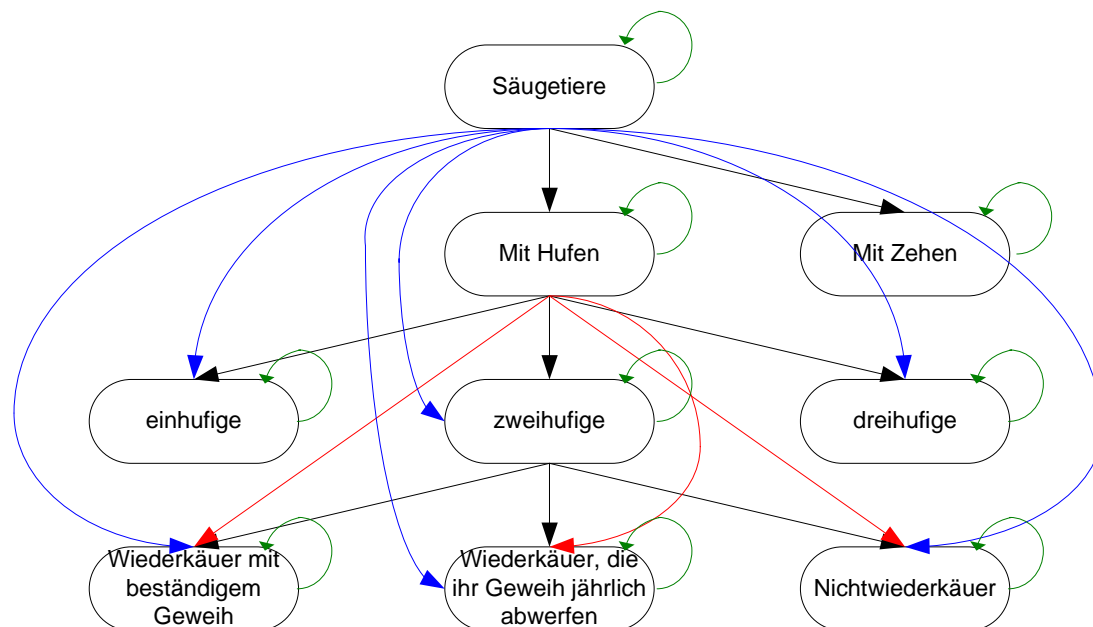 Säugetiere
Mit Hufen
Mit Zehen
einhufige
zweihufige
dreihufige
Wiederkäuer mit
beständigem
Geweih
Wiederkäuer, die
ihr Geweih jährlich
abwerfen
Nichtwiederkäuer